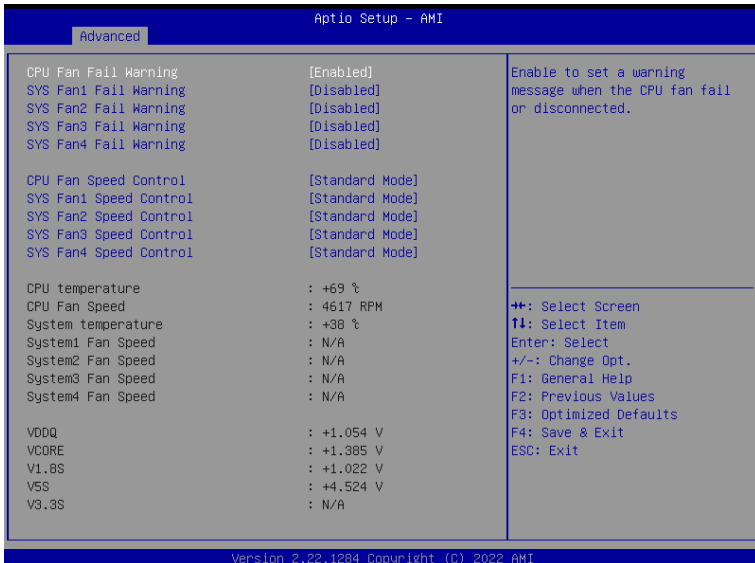 Aptio Setup – AMI
Advanced
CPU Fan Fail Warning [Enabled]
SYS Fan1 Fail Warning [Disabled]
SYS Fan2 Fail Warning [Disabled]
SYS Fan3 Fail Warning [Disabled]
SYS Fan4 Fail Warning [Disabled]
CPU Fan Speed Control [Standard Mode]
SYS Fan1 Speed Control [Standard Mode]
SYS Fan2 Speed Control [Standard Mode]
SYS Fan3 Speed Control [Standard Mode]
SYS Fan4 Speed Control [Standard Mode]
CPU temperature : +69 ℃
CPU Fan Speed : 4617 RPM
System temperature : +38 ℃
System1 Fan Speed : N/A
System2 Fan Speed : N/A
System3 Fan Speed : N/A
System4 Fan Speed : N/A
VDDQ : +1.054 V
VCORE : +1.385 V
V1.8S : +1.022 V
V5S : +4.524 V
V3.3S : N/A
Enable to set a warning
message when the CPU fan fail
or disconnected.
→←: Select Screen
↑↓: Select Item
Enter: Select
+/-: Change Opt.
F1: General Help
F2: Previous Values
F3: Optimized Defaults
F4: Save & Exit
ESC: Exit
Version 2.22.1284 Copyright (C) 2022 AMI